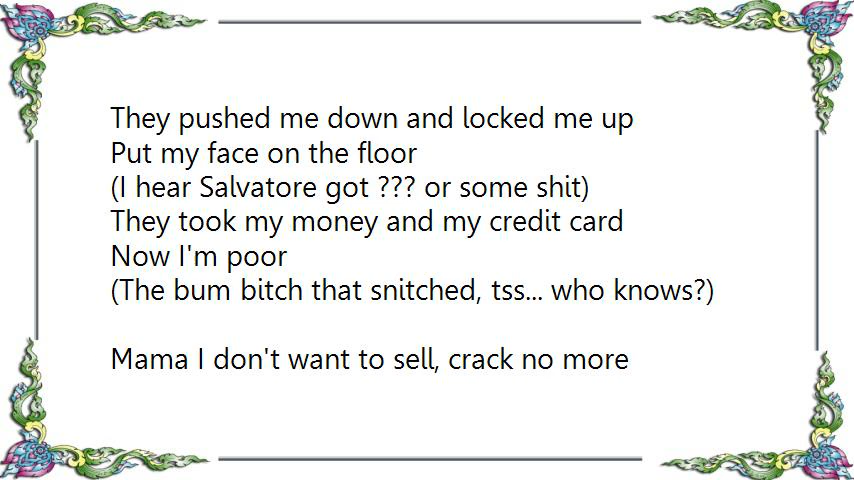 They pushed me down and locked me up
Put my face on the floor
(I hear Salvatore got ??? or some shit)
They took my money and my credit card
Now I'm poor
(The bum bitch that snitched, tss... who knows?)
Mama I don't want to sell, crack no more